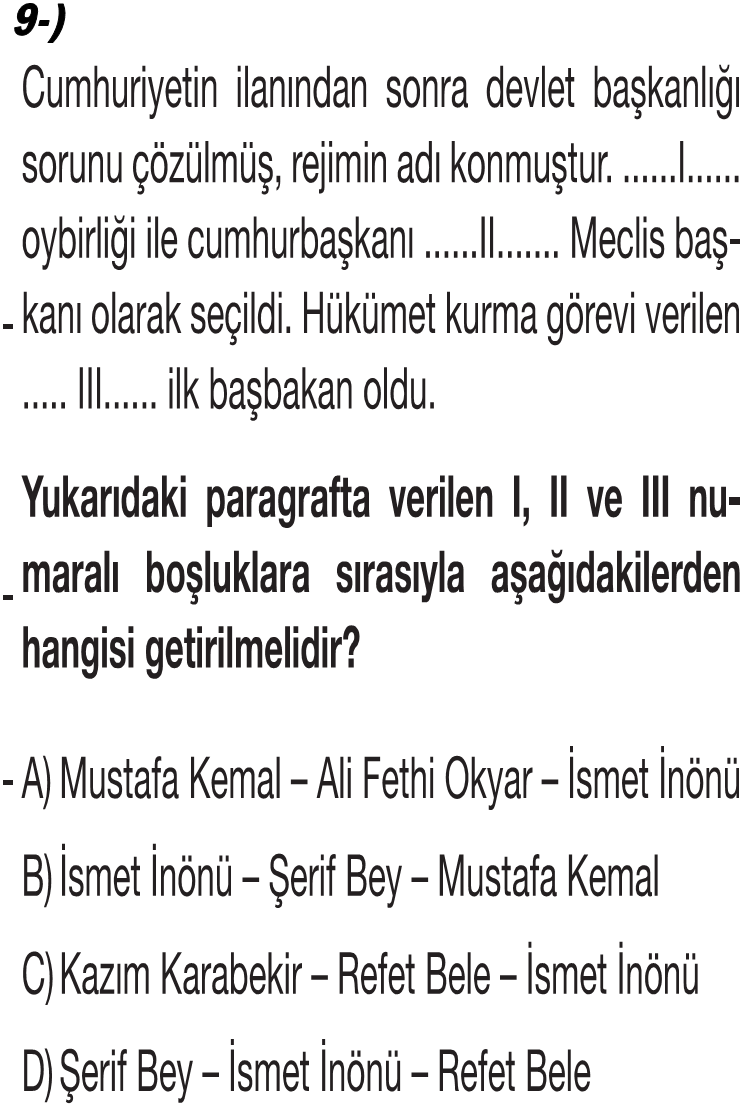 9-)
Cumhuriyetin ilanından sonra devlet başkanlığı
sorunu çözülmüş, rejimin adı konmuştur. ......I......
oybirliği ile cumhurbaşkanı ......II....... Meclis baş-
- kanı olarak seçildi. Hükümet kurma görevi verilen
..... III...... ilk başbakan oldu.
Yukarıdaki paragrafta verilen I, II ve III nu-
- maralı boşluklara sırasıyla aşağıdakilerden
hangisi getirilmelidir?
- A) Mustafa Kemal – Ali Fethi Okyar – İsmet İnönü
B) İsmet İnönü – Şerif Bey – Mustafa Kemal
C) Kazım Karabekir – Refet Bele – İsmet İnönü
D) Şerif Bey – İsmet İnönü – Refet Bele